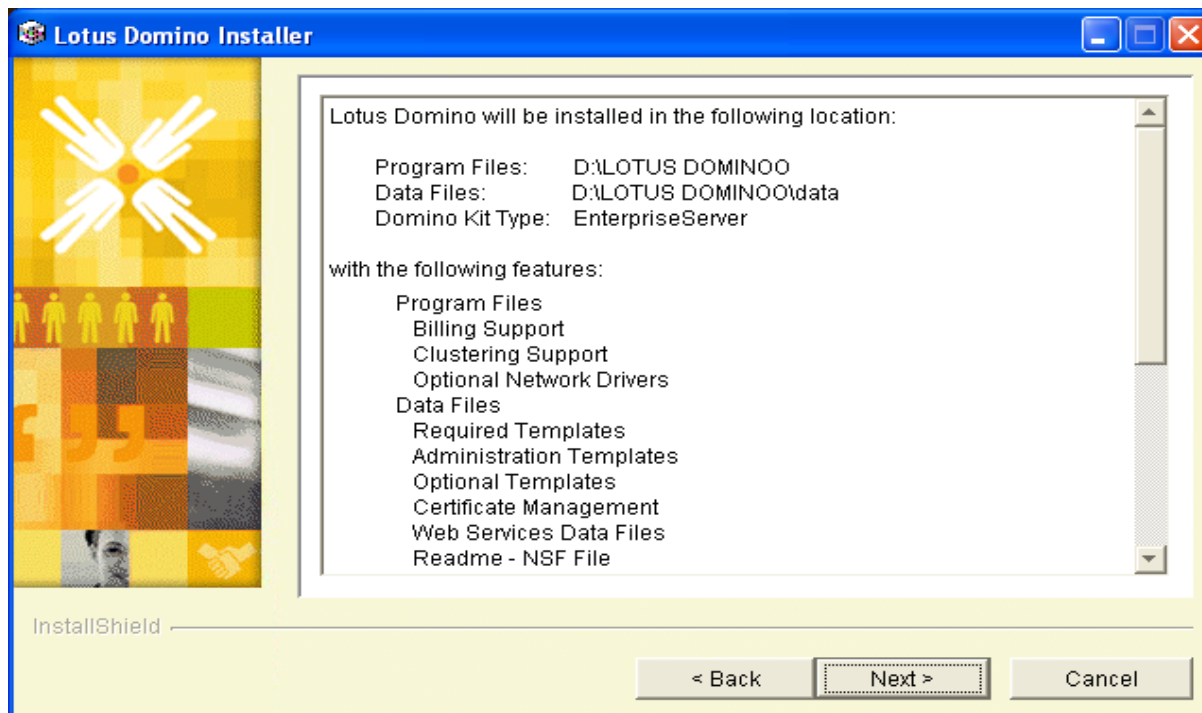 Lotus Domino Installer
Lotus Domino will be installed in the following location:
Program Files: D:\LOTUS DOMINOO
Data Files: D:\LOTUS DOMINOO\data
Domino Kit Type: EnterpriseServer
with the following features:
Program Files
Billing Support
Clustering Support
Optional Network Drivers
Data Files
Required Templates
Administration Templates
Optional Templates
Certificate Management
Web Services Data Files
Readme - NSF File
InstallShield
< Back
Next >
Cancel